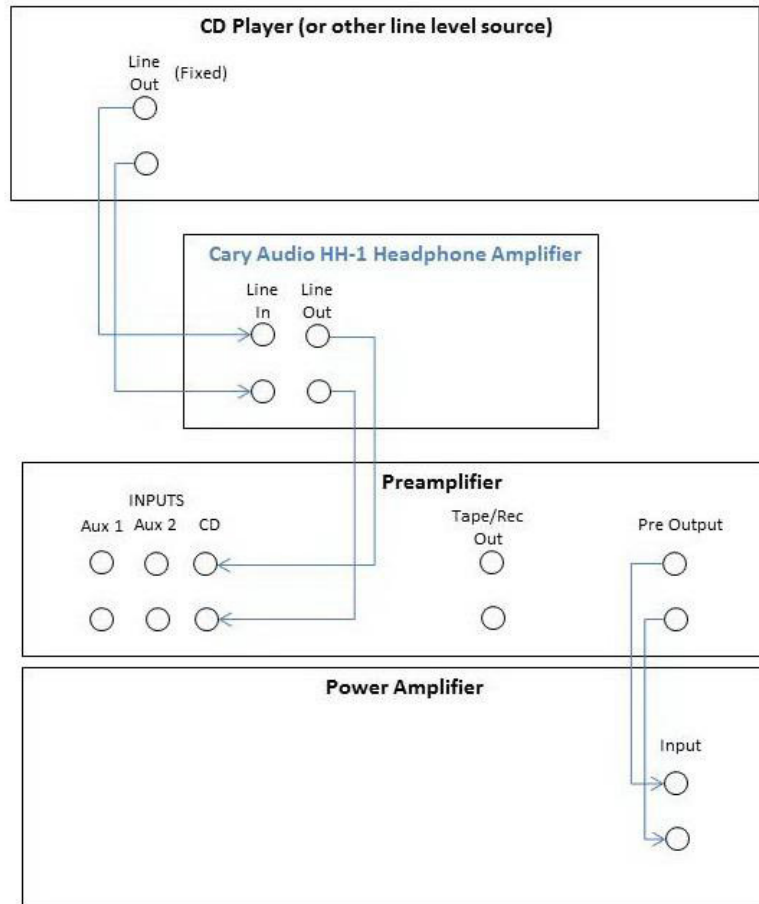 CD Player (or other line level source)
Line
Out
(Fixed)
Cary Audio HH-1 Headphone Amplifier
Line
In
Line
Out
Preamplifier
INPUTS
Aux 1 Aux 2 CD
Tape/Rec
Out
Pre Output
Power Amplifier
Input